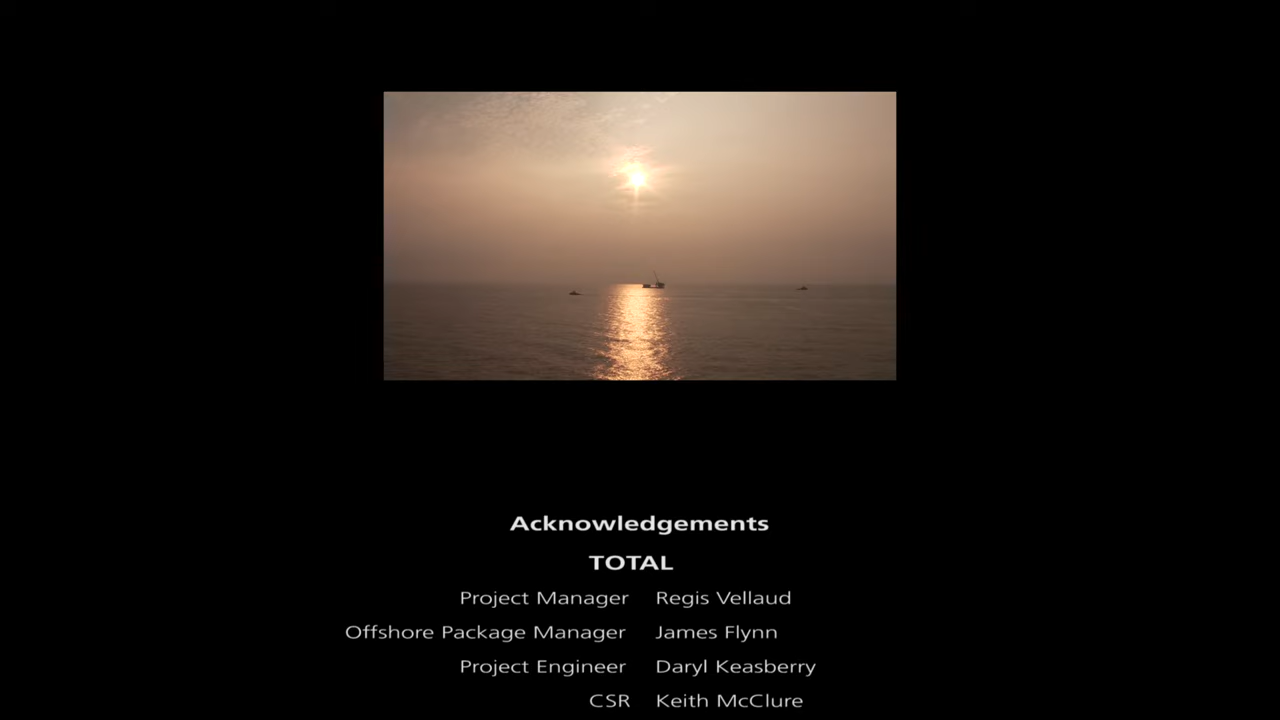 Acknowledgements
TOTAL
Project Manager Regis Vellaud
Offshore Package Manager James Flynn
Project Engineer Daryl Keasberry
CSR Keith McClure